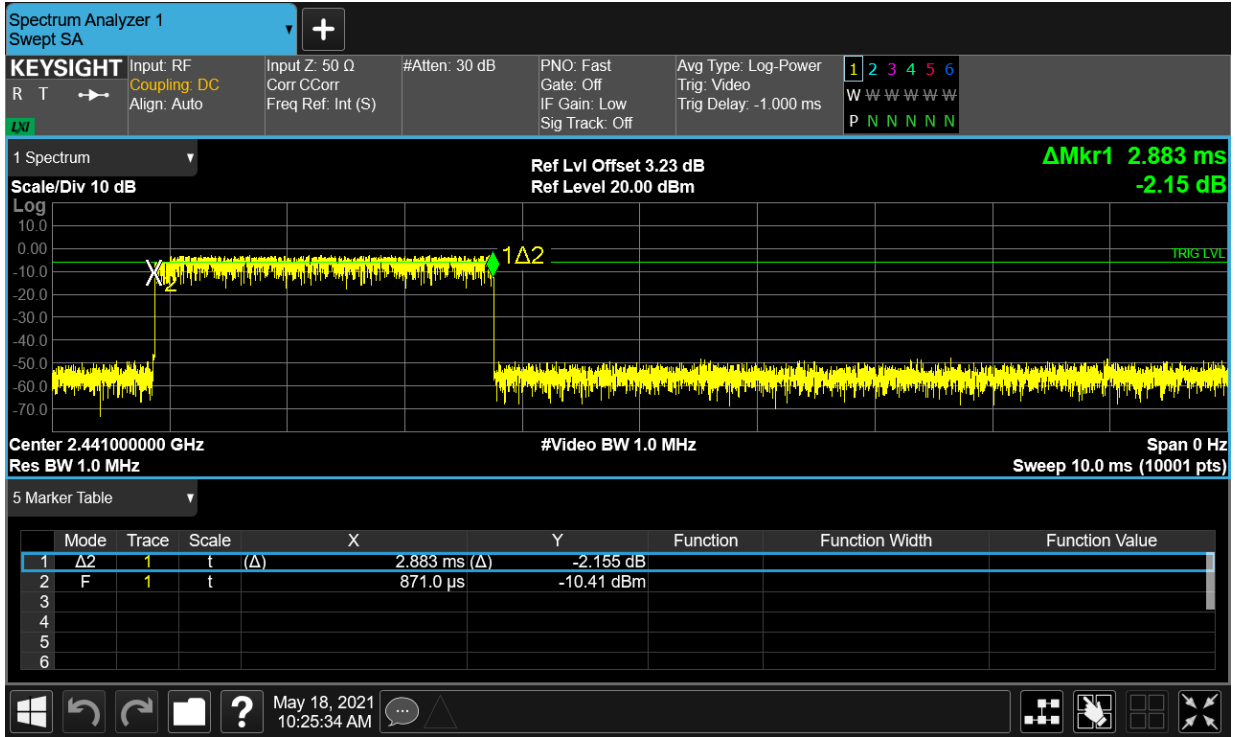 Spectrum Analyzer 1
Swept SA
KEYSIGHT
R T
LXI
Input: RF
Coupling: DC
Align: Auto
Input Z: 50 Ω
Corr CCorr
Freq Ref: Int (S)
#Atten: 30 dB
PNO: Fast
Gate: Off
IF Gain: Low
Sig Track: Off
Avg Type: Log-Power
Trig: Video
Trig Delay: -1.000 ms
1 2 3 4 5 6
W W W W W W
P N N N N N
1 Spectrum
Scale/Div 10 dB
Ref Lvl Offset 3.23 dB
Ref Level 20.00 dBm
ΔMkr1 2.883 ms
-2.15 dB
Log
10.0
0.00
-10.0
-20.0
-30.0
-40.0
-50.0
-60.0
-70.0
1Δ2
2
TRIG LVL
Center 2.441000000 GHz
#Video BW 1.0 MHz
Span 0 Hz
Res BW 1.0 MHz
Sweep 10.0 ms (10001 pts)
5 Marker Table
Mode Trace Scale X Y Function Function Width Function Value
1 Δ2 1 t (Δ) 2.883 ms (Δ) -2.155 dB
2 F 1 t 871.0 µs -10.41 dBm
3
4
5
6
?
May 18, 2021
10:25:34 AM